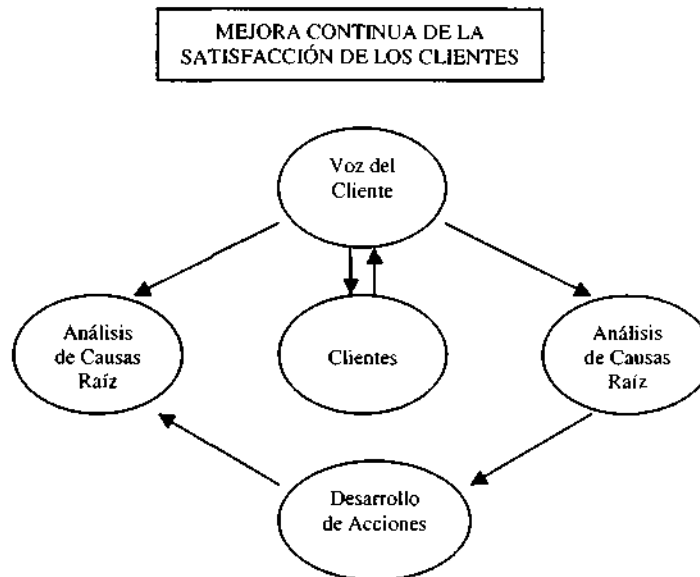 MEJORA CONTINUA DE LA
SATISFACCIÓN DE LOS CLIENTES
Voz del
Cliente
Análisis
de Causas
Raíz
Clientes
Análisis
de Causas
Raíz
Desarrollo
de Acciones